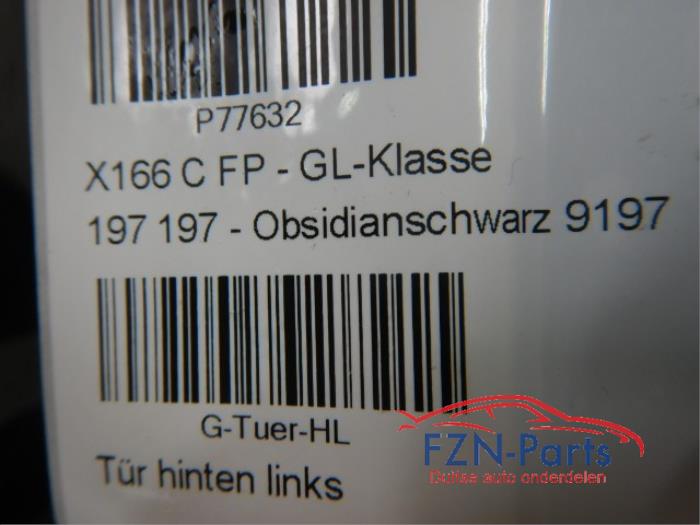 P77632
X166 C FP - GL-Klasse
197 197 - Obsidianschwarz 9197
G-Tuer-HL
Tür hinten links
FZN-Parts
Duitse auto onderdelen